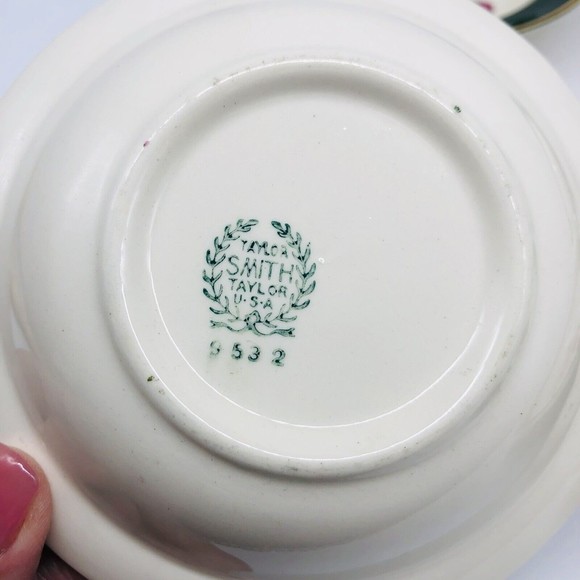 TAYLOR
SMITH
TAYLOR
U·S·A
9 53 2